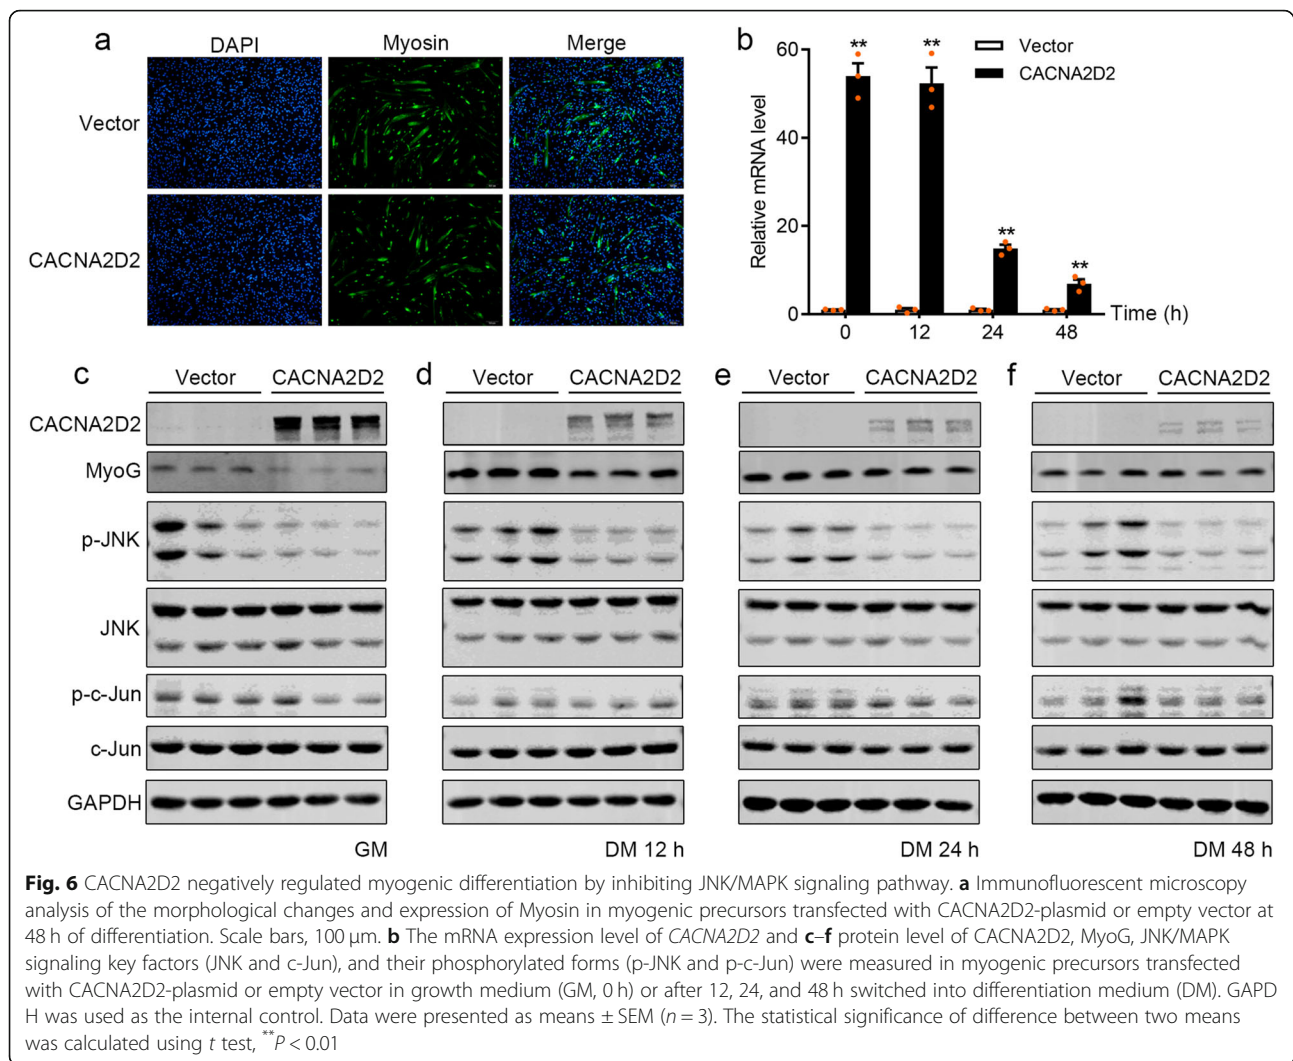 a
DAPI Myosin Merge
Vector
CACNA2D2
b
Vector
CACNA2D2
Relative mRNA level
60
40
20
0
** ** ** **
0 12 24 48
Time (h)
c Vector CACNA2D2 d Vector CACNA2D2 e Vector CACNA2D2 f Vector CACNA2D2
CACNA2D2
MyoG
p-JNK
JNK
p-c-Jun
c-Jun
GAPDH
GM DM 12 h DM 24 h DM 48 h
Fig. 6 CACNA2D2 negatively regulated myogenic differentiation by inhibiting JNK/MAPK signaling pathway. a Immunofluorescent microscopy
analysis of the morphological changes and expression of Myosin in myogenic precursors transfected with CACNA2D2-plasmid or empty vector at
48 h of differentiation. Scale bars, 100 μm. b The mRNA expression level of CACNA2D2 and c–f protein level of CACNA2D2, MyoG, JNK/MAPK
signaling key factors (JNK and c-Jun), and their phosphorylated forms (p-JNK and p-c-Jun) were measured in myogenic precursors transfected
with CACNA2D2-plasmid or empty vector in growth medium (GM, 0 h) or after 12, 24, and 48 h switched into differentiation medium (DM). GAPD
H was used as the internal control. Data were presented as means ± SEM (n = 3). The statistical significance of difference between two means
was calculated using t test, **P < 0.01